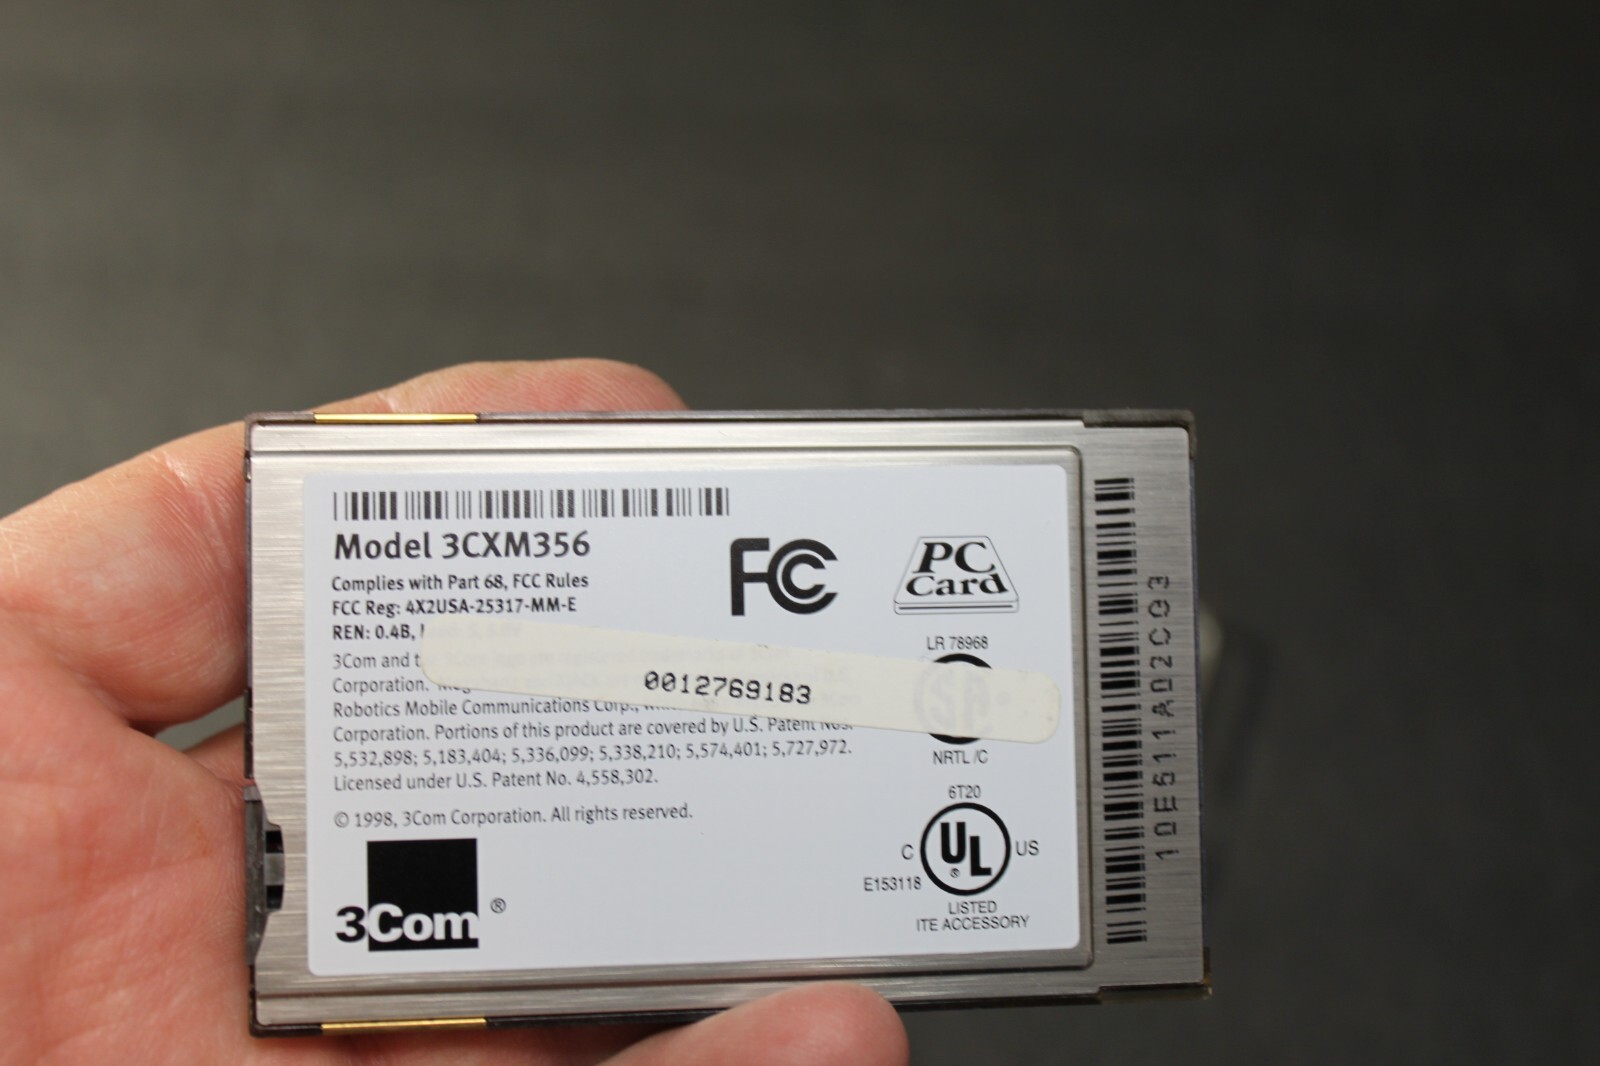 Model 3CXM356
Complies with Part 68, FCC Rules
FCC Reg: 4X2USA-25317-MM-E
REN: 0.4B,
3Com and
Corporation.
Robotics Mobile Communications Corp.,
Corporation. Portions of this product are covered by U.S. Patent Nos.
5,532,898; 5,183,404; 5,336,099; 5,338,210; 5,574,401; 5,727,972.
Licensed under U.S. Patent No. 4,558,302.
© 1998, 3Com Corporation. All rights reserved.
3Com ®
0012769183
FCC
PC
Card
LR 78968
SA
NRTL /C
6T20
C UL ® US
E153118
LISTED
ITE ACCESSORY
10E511A02C03